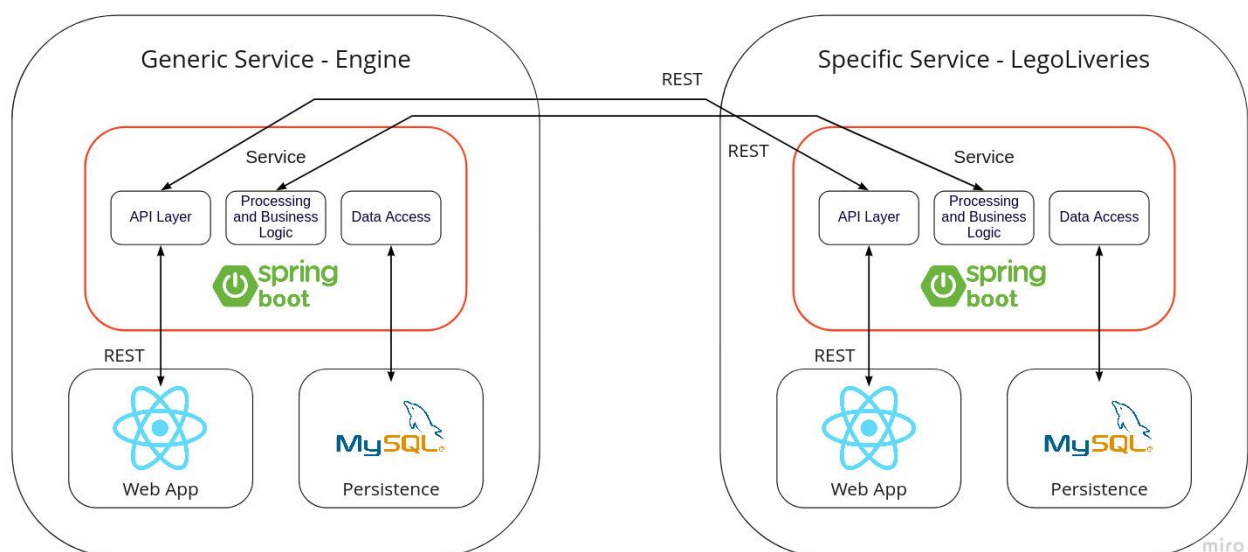 Generic Service - Engine
Specific Service - LegoLiveries
REST
REST
Service
API Layer
Processing
and Business
Logic
Data Access
spring
boot
REST
Web App
MySQL
Persistence
Service
API Layer
Processing
and Business
Logic
Data Access
spring
boot
REST
Web App
MySQL
Persistence
miro